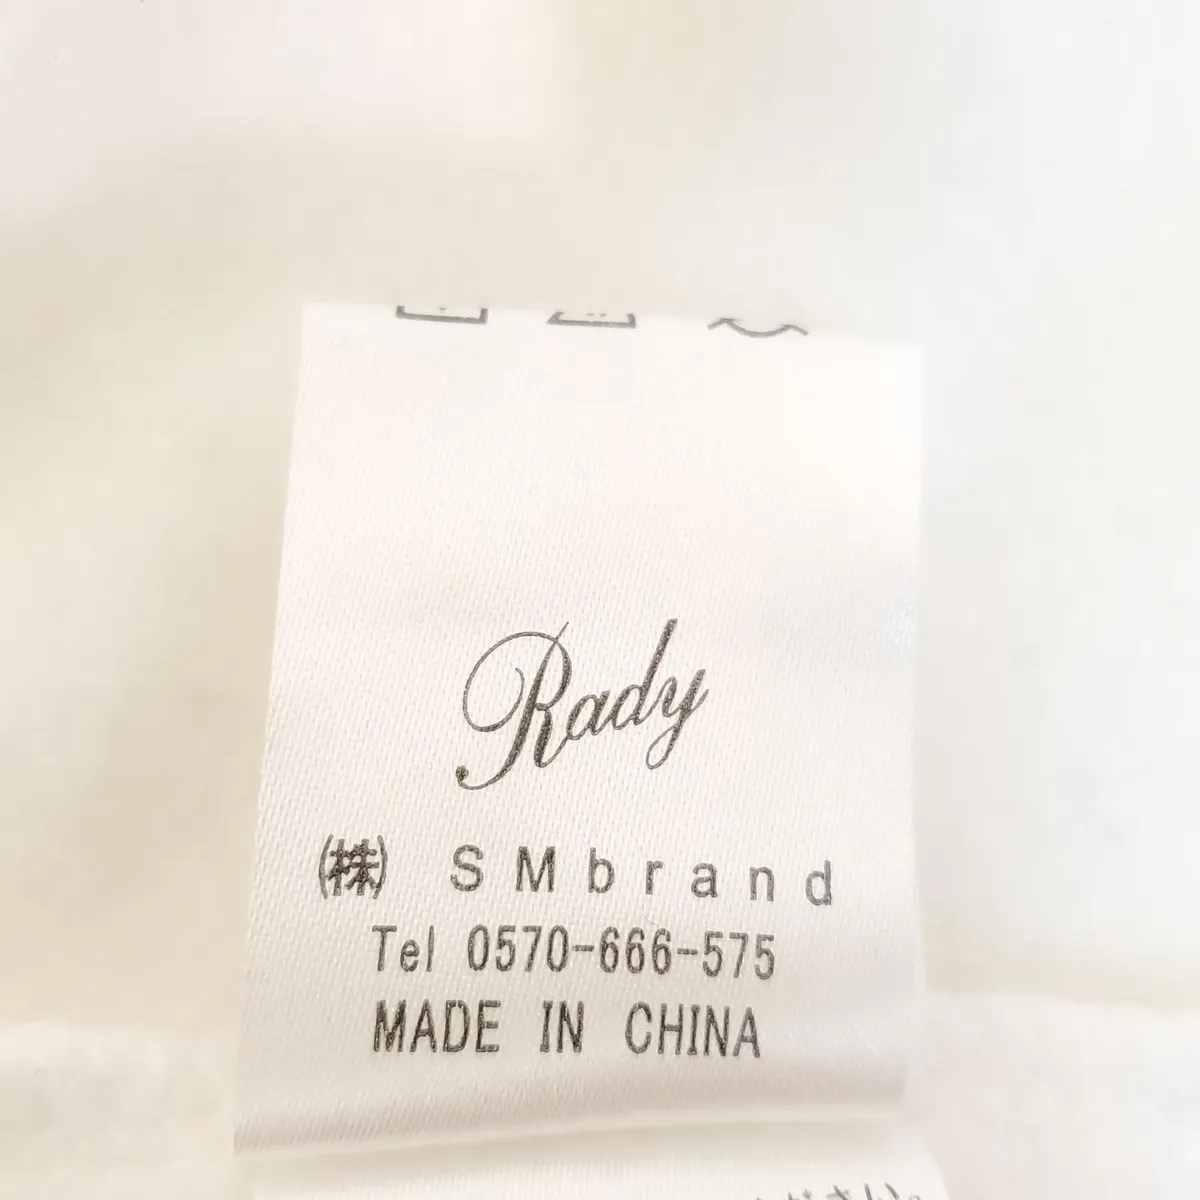 Rady
㈱ SMbrand
Tel 0570-666-575
MADE IN CHINA